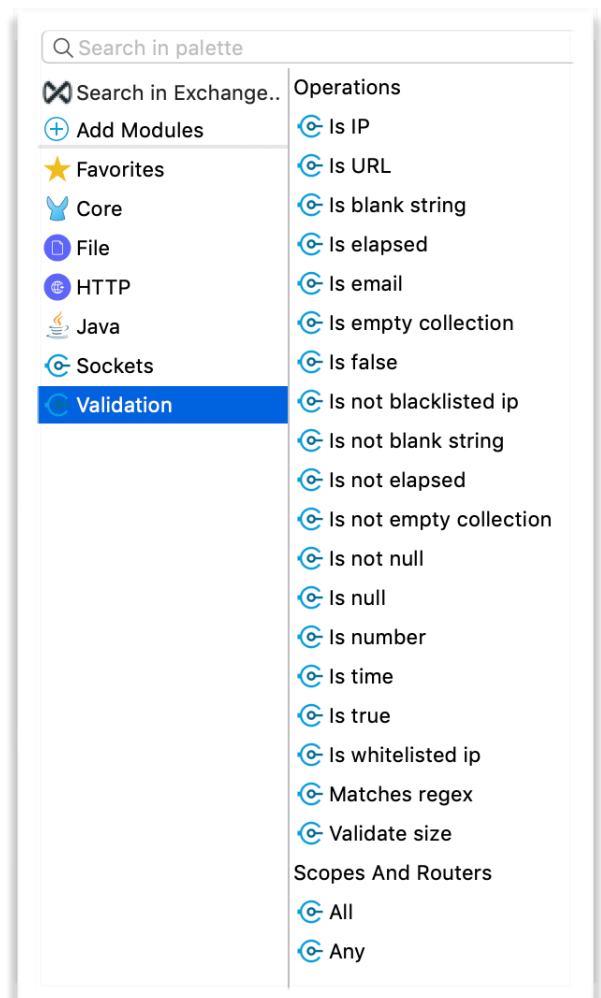 Search in palette
Search in Exchange..
Add Modules
Favorites
Core
File
HTTP
Java
Sockets
Validation
Operations
Is IP
Is URL
Is blank string
Is elapsed
Is email
Is empty collection
Is false
Is not blacklisted ip
Is not blank string
Is not elapsed
Is not empty collection
Is not null
Is null
Is number
Is time
Is true
Is whitelisted ip
Matches regex
Validate size
Scopes And Routers
All
Any